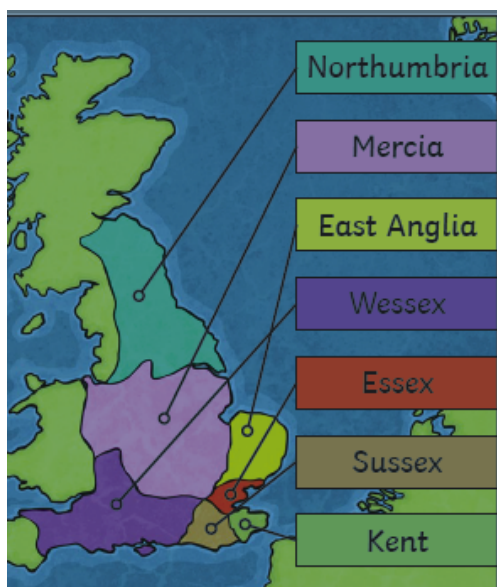 Northumbria
Mercia
East Anglia
Wessex
Essex
Sussex
Kent